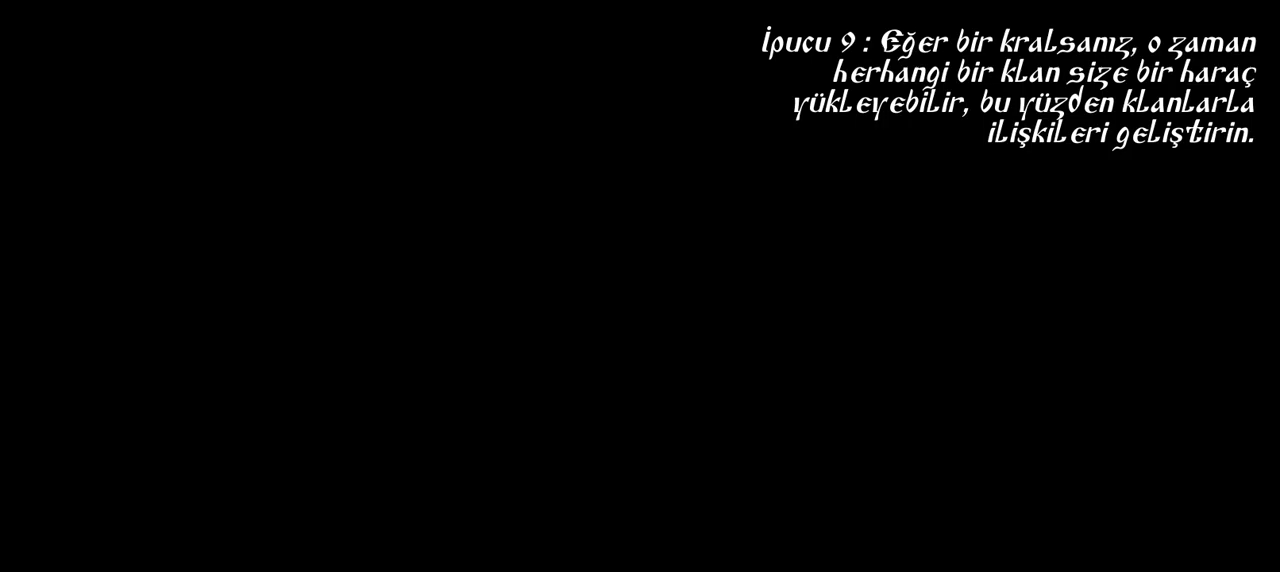 İpucu 9 : Eğer bir kralsanız, o zaman
herhangi bir klan size bir haraç
yükleyebilir, bu yüzden klanlarla
ilişkileri geliştirin.